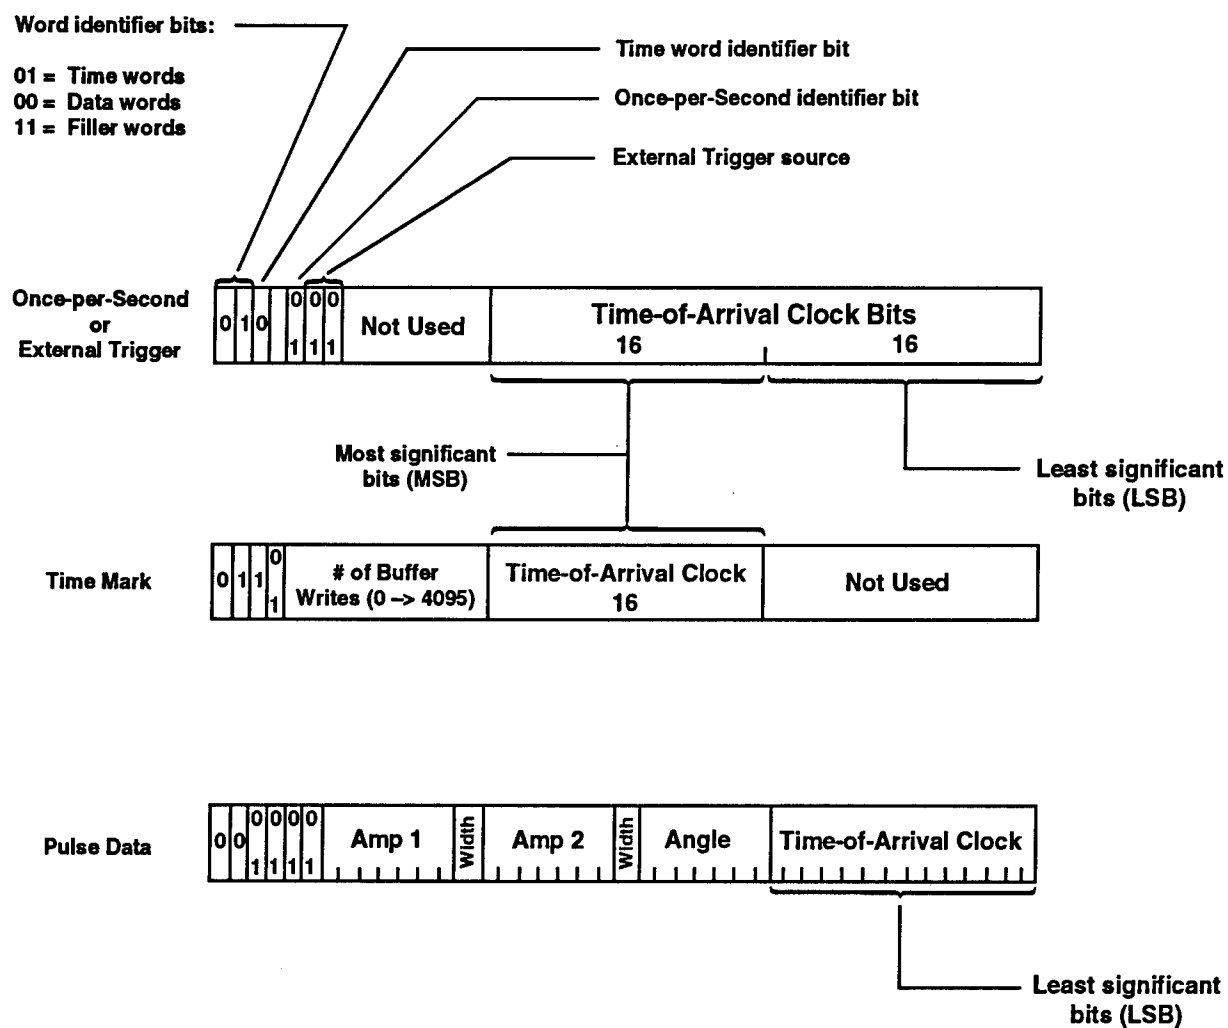 Word identifier bits:
01 = Time words
00 = Data words
11 = Filler words
Time word identifier bit
Once-per-Second identifier bit
External Trigger source
Once-per-Second
or
External Trigger
0 1 0 0 0 0
1 1 1
Not Used
Time-of-Arrival Clock Bits
16 16
Most significant
bits (MSB)
Least significant
bits (LSB)
Time Mark
0 1 1 0
1
# of Buffer
Writes (0 –> 4095)
Time-of-Arrival Clock
16
Not Used
Pulse Data
0 0 0 0 0 0
1 1 1 1
Amp 1
Width
Amp 2
Width
Angle
Time-of-Arrival Clock
Least significant
bits (LSB)